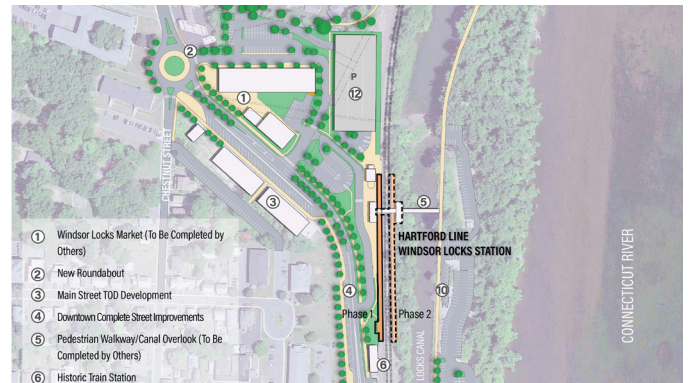 2
P
12
1
CHESTNUT STREET
3
5
HARTFORD LINE
WINDSOR LOCKS STATION
CONNECTICUT RIVER
4
10
Phase 1
Phase 2
LOCKS CANAL
6
1 Windsor Locks Market (To Be Completed by
Others)
2 New Roundabout
3 Main Street TOD Development
4 Downtown Complete Street Improvements
5 Pedestrian Walkway/Canal Overlook (To Be
Completed by Others)
6 Historic Train Station